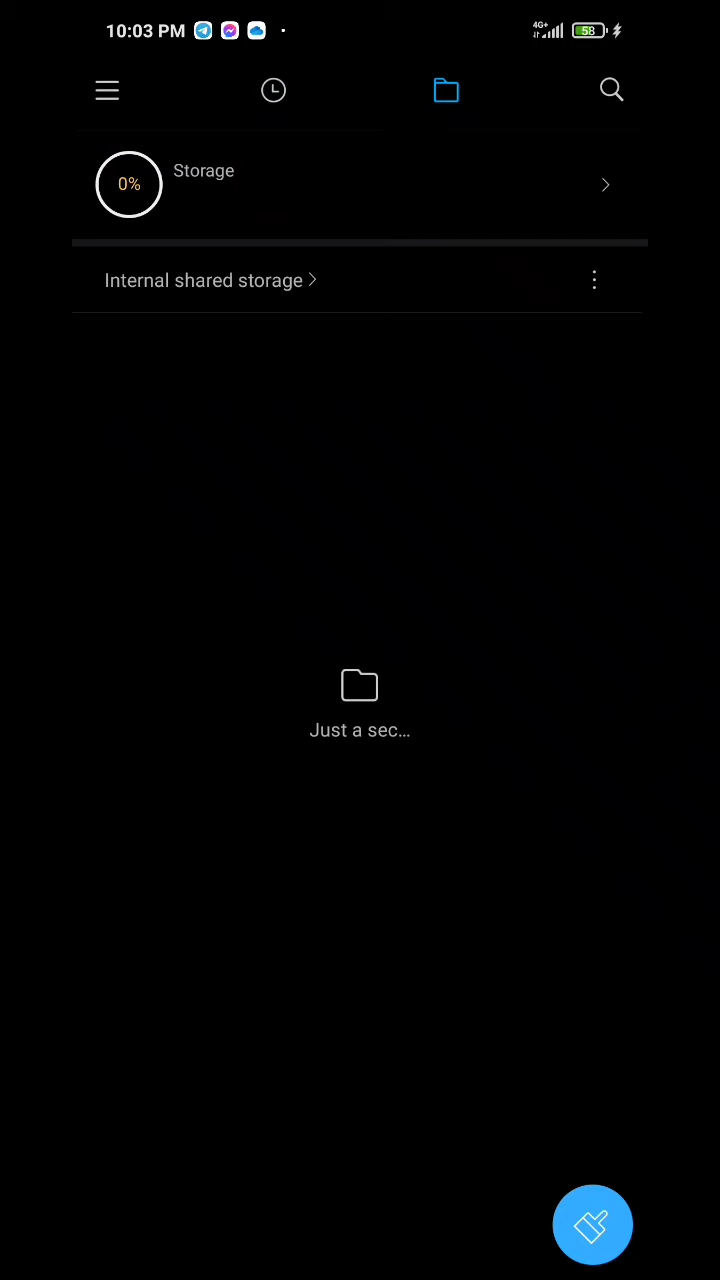 10:03 PM
4G+
58
0%
Storage
Internal shared storage
Just a sec...